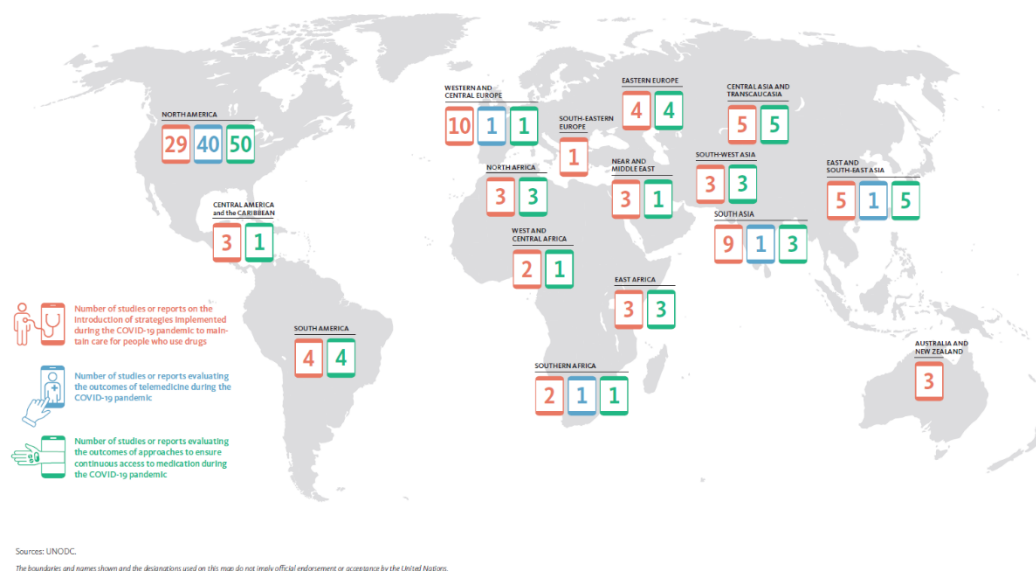 EASTERN EUROPE
4 4
CENTRAL ASIA AND
TRANSCAUCASIA
5 5
WESTERN AND
CENTRAL EUROPE
10 1 1
SOUTH-EASTERN
EUROPE
1
NORTH AMERICA
29 40 50
NORTH AFRICA
3 3
NEAR AND
MIDDLE EAST
3 1
SOUTH-WEST ASIA
3 3
EAST AND
SOUTH-EAST ASIA
5 1 5
CENTRAL AMERICA
and the CARIBBEAN
3 1
SOUTH ASIA
9 1 3
WEST AND
CENTRAL AFRICA
2 1
EAST AFRICA
3 3
SOUTH AMERICA
4 4
SOUTHERN AFRICA
2 1 1
AUSTRALIA AND
NEW ZEALAND
3
Number of studies or reports on the
introduction of strategies implemented
during the COVID-19 pandemic to main-
tain care for people who use drugs
Number of studies or reports evaluating
the outcomes of telemedicine during the
COVID-19 pandemic
Number of studies or reports evaluating
the outcomes of approaches to ensure
continuous access to medication during
the COVID-19 pandemic
Sources: UNODC.
The boundaries and names shown and the designations used on this map do not imply official endorsement or acceptance by the United Nations.